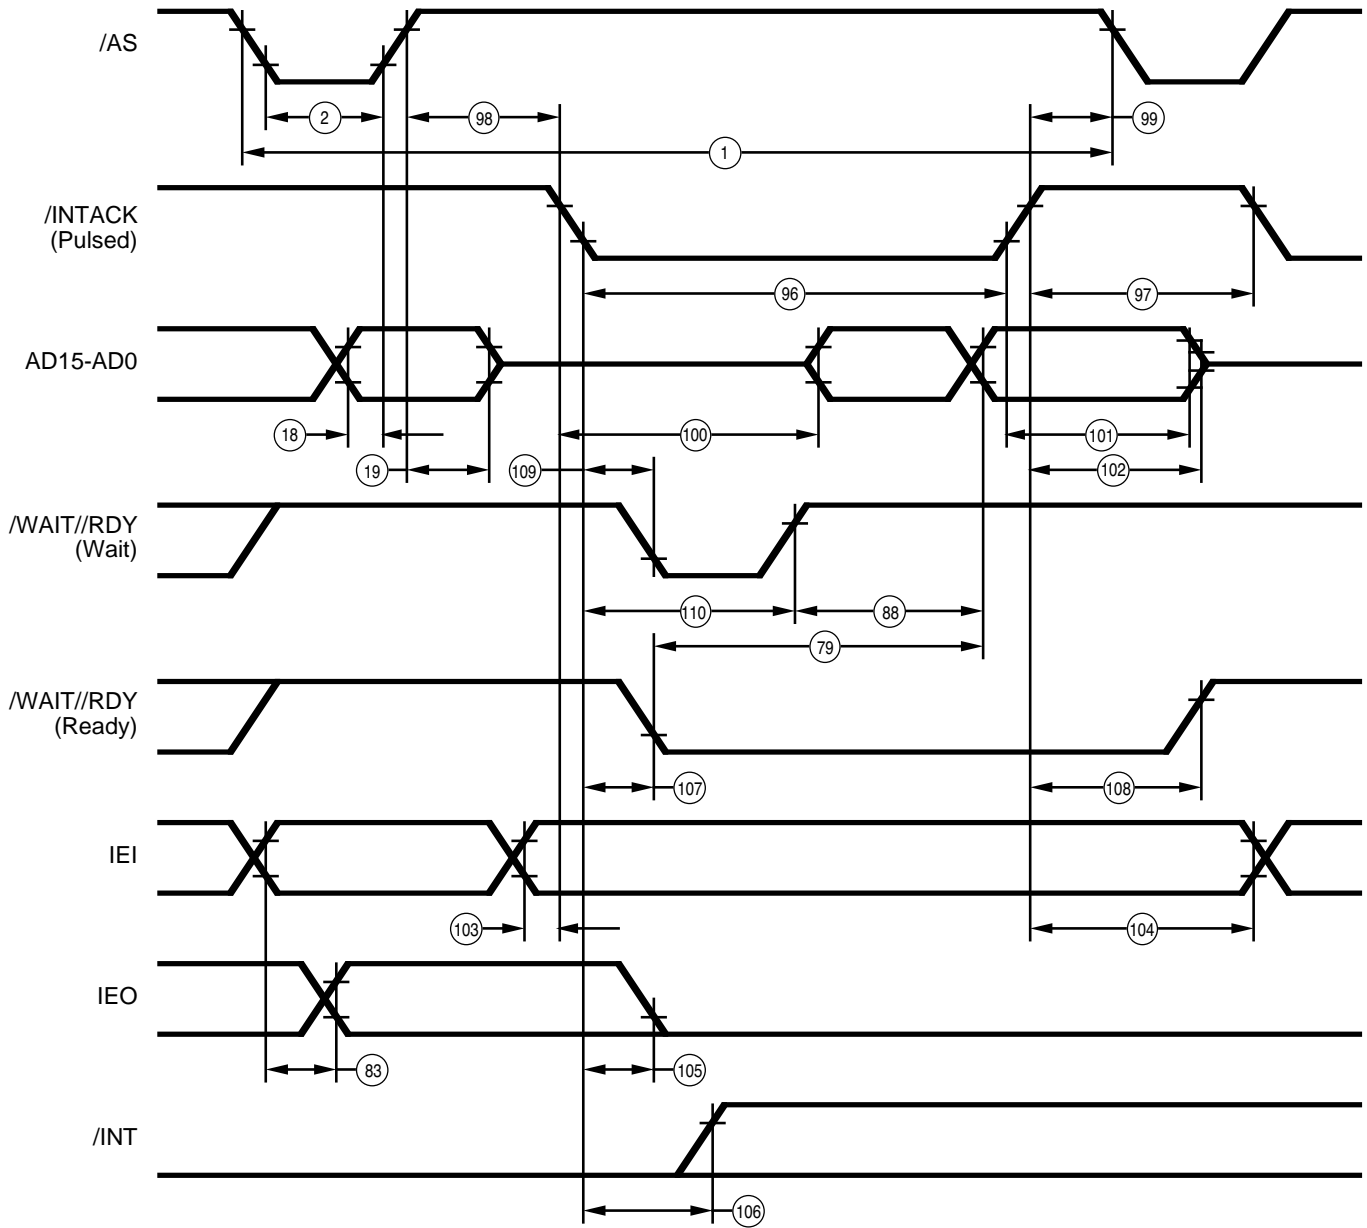 /AS
2
98
99
1
/INTACK
(Pulsed)
96
97
AD15-AD0
18
100
101
19
109
102
/WAIT//RDY
(Wait)
110
88
79
/WAIT//RDY
(Ready)
107
108
IEI
103
104
IEO
83
105
/INT
106